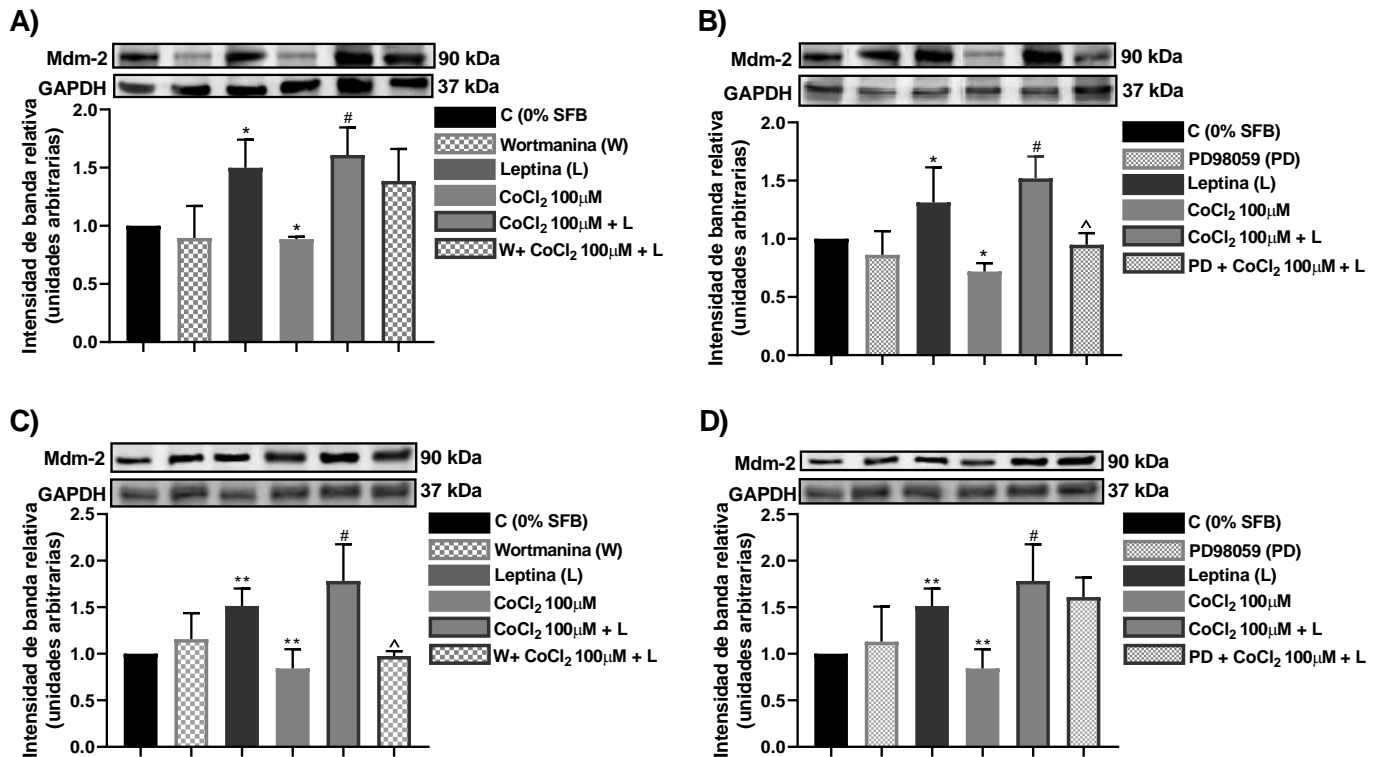 A)
Mdm-2
90 kDa
GAPDH
37 kDa
Intensidad de banda relativa
(unidades arbitrarias)
2.0
1.5
1.0
0.5
0.0
*
*
#
C (0% SFB
Wortmanina (W)
Leptina (L)
CoCl₂ 100μM
CoCl₂ 100μM + L
W+ CoCl₂ 100μM + L
B)
Mdm-2
90 kDa
GAPDH
37 kDa
Intensidad de banda relativa
(unidades arbitrarias)
2.0
1.5
1.0
0.5
0.0
*
*
#
^
C (0% SFB)
PD98059 (PD)
Leptina (L)
CoCl₂ 100μM
CoCl₂ 100μM + L
PD + CoCl₂ 100μM + L
C)
Mdm-2
90 kDa
GAPDH
37 kDa
Intensidad de banda relativa
(unidades arbitrarias)
2.5
2.0
1.5
1.0
0.5
0.0
**
**
#
^
C (0% SFB)
Wortmanina (W)
Leptina (L)
CoCl₂ 100μM
CoCl₂ 100μM + L
W+ CoCl₂ 100μM + L
D)
Mdm-2
90 kDa
GAPDH
37 kDa
Intensidad de banda relativa
(unidades arbitrarias)
2.5
2.0
1.5
1.0
0.5
0.0
**
**
#
C (0% SFB)
PD98059 (PD)
Leptina (L)
CoCl₂ 100μM
CoCl₂ 100μM + L
PD + CoCl₂ 100μM + L